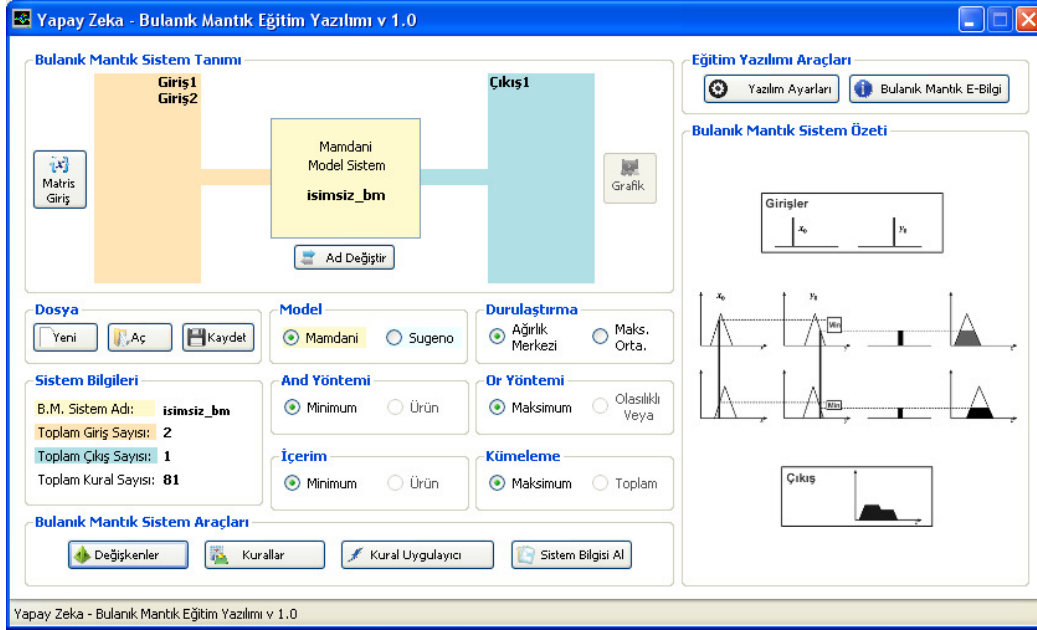 Yapay Zeka - Bulanık Mantık Eğitim Yazılımı v 1.0
Bulanık Mantık Sistem Tanımı
Giriş1
Giriş2
Çıkış1
Matris
Giriş
Mamdani
Model Sistem
isimsiz_bm
Grafik
Ad Değiştir
Eğitim Yazılımı Araçları
Yazılım Ayarları
Bulanık Mantık E-Bilgi
Bulanık Mantık Sistem Özeti
Girişler
x₀
y₀
x₀
y₀
Min
Min
Çıkış
Dosya
Yeni
Aç
Kaydet
Model
Mamdani
Sugeno
Durulaştırma
Ağırlık
Merkezi
Maks.
Orta.
Sistem Bilgileri
B.M. Sistem Adı: isimsiz_bm
Toplam Giriş Sayısı: 2
Toplam Çıkış Sayısı: 1
Toplam Kural Sayısı: 81
And Yöntemi
Minimum
Ürün
Or Yöntemi
Maksimum
Olasılıklı
Veya
İçerim
Minimum
Ürün
Kümeleme
Maksimum
Toplam
Bulanık Mantık Sistem Araçları
Değişkenler
Kurallar
Kural Uygulayıcı
Sistem Bilgisi Al
Yapay Zeka - Bulanık Mantık Eğitim Yazılımı v 1.0